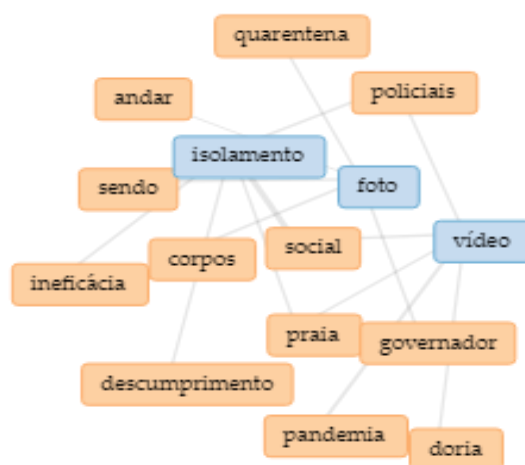 quarentena
policiais
andar
isolamento
foto
sendo
vídeo
social
corpos
ineficácia
praia
governador
descumprimento
pandemia
doria